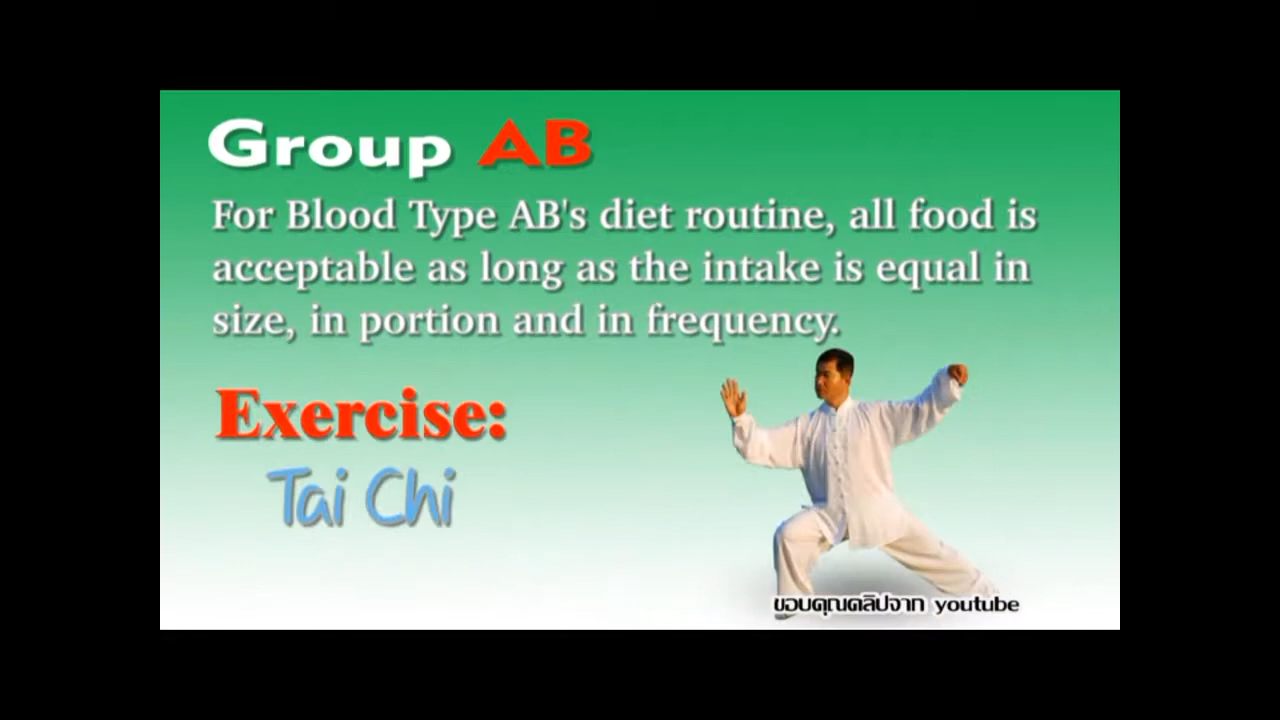 Group AB
For Blood Type AB's diet routine, all food is
acceptable as long as the intake is equal in
size, in portion and in frequency.
Exercise:
Tai Chi
ขอบคุณคลิปจาก youtube